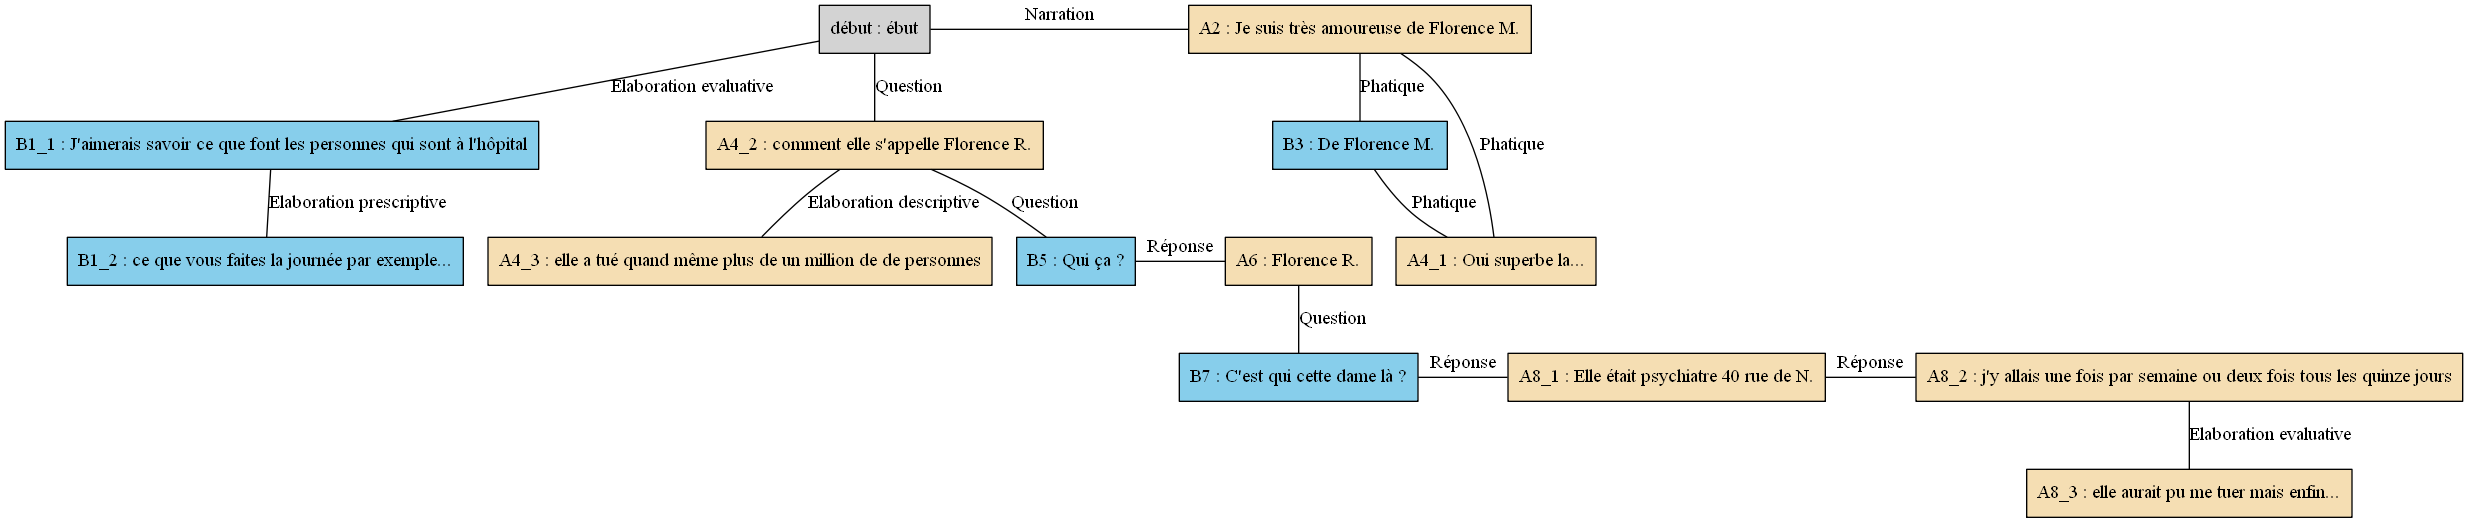 Narration
début : ébut
A2 : Je suis très amoureuse de Florence M.
Elaboration evaluative
Question
Phatique
Phatique
B1_1 : J'aimerais savoir ce que font les personnes qui sont à l'hôpital
A4_2 : comment elle s'appelle Florence R.
B3 : De Florence M.
Elaboration prescriptive
Elaboration descriptive
Question
Phatique
B1_2 : ce que vous faites la journée par exemple...
A4_3 : elle a tué quand même plus de un million de de personnes
B5 : Qui ça ?
Réponse
A6 : Florence R.
A4_1 : Oui superbe la...
Question
B7 : C'est qui cette dame là ?
Réponse
A8_1 : Elle était psychiatre 40 rue de N.
Réponse
A8_2 : j'y allais une fois par semaine ou deux fois tous les quinze jours
Elaboration evaluative
A8_3 : elle aurait pu me tuer mais enfin...